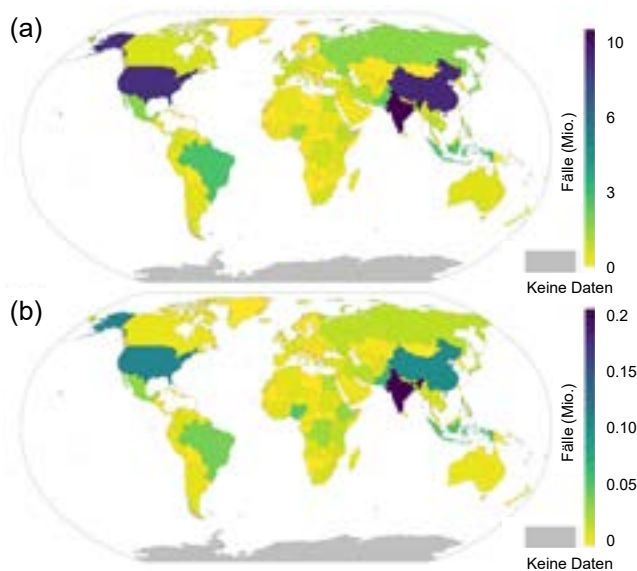 (a)
10
6
3
0
Fälle (Mio.)
Keine Daten
(b)
0.2
0.15
0.10
0.05
0
Fälle (Mio.)
Keine Daten